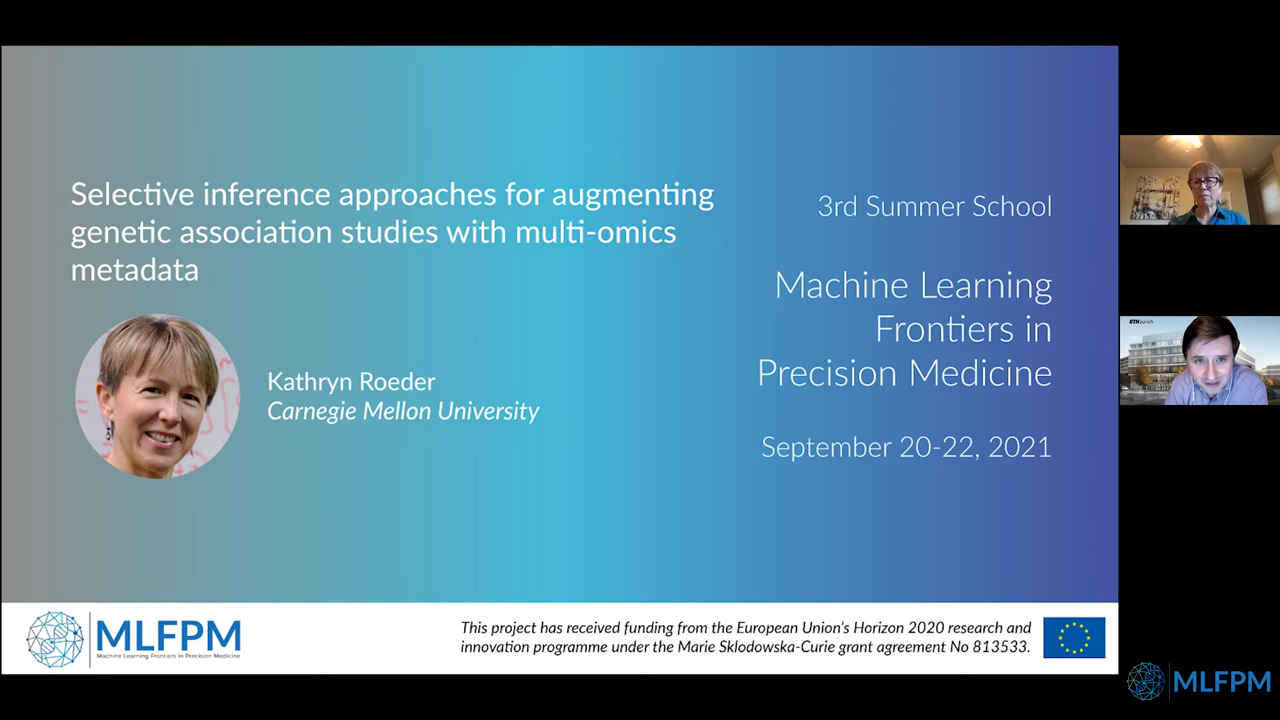 Selective inference approaches for augmenting
genetic association studies with multi-omics
metadata
Kathryn Roeder
Carnegie Mellon University
3rd Summer School
Machine Learning
Frontiers in
Precision Medicine
September 20-22, 2021
MLFPM
Machine Learning Frontiers in Precision Medicine
This project has received funding from the European Union's Horizon 2020 research and
innovation programme under the Marie Sklodowska-Curie grant agreement No 813533.
ETH zürich
MLFPM